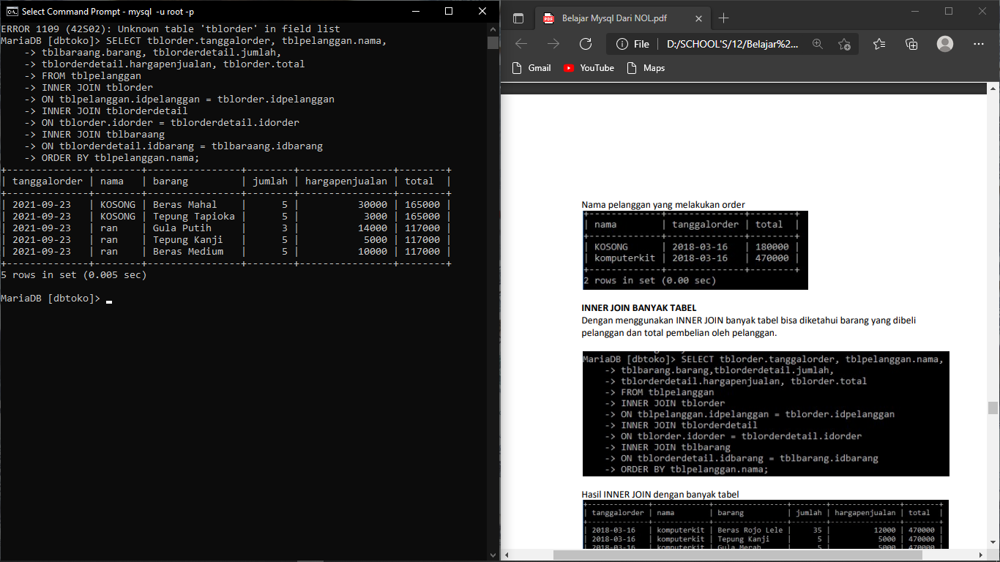 Select Command Prompt - mysql  -u root -p
ERROR 1109 (42S02): Unknown table 'tblorder' in field list
MariaDB [dbtoko]> SELECT tblorder.tanggalorder, tblpelanggan.nama,
    -> tblbaraang.barang, tblorderdetail.jumlah,
    -> tblorderdetail.hargapenjualan, tblorder.total
    -> FROM tblpelanggan
    -> INNER JOIN tblorder
    -> ON tblpelanggan.idpelanggan = tblorder.idpelanggan
    -> INNER JOIN tblorderdetail
    -> ON tblorder.idorder = tblorderdetail.idorder
    -> INNER JOIN tblbaraang
    -> ON tblorderdetail.idbarang = tblbaraang.idbarang
    -> ORDER BY tblpelanggan.nama;
+--------------+--------+----------------+--------+----------------+--------+
| tanggalorder | nama   | barang         | jumlah | hargapenjualan | total  |
+--------------+--------+----------------+--------+----------------+--------+
| 2021-09-23   | KOSONG | Beras Mahal    |      5 |          30000 | 165000 |
| 2021-09-23   | KOSONG | Tepung Tapioka |      5 |           3000 | 165000 |
| 2021-09-23   | ran    | Gula Putih     |      3 |          14000 | 117000 |
| 2021-09-23   | ran    | Tepung Kanji   |      5 |           5000 | 117000 |
| 2021-09-23   | ran    | Beras Medium   |      5 |          10000 | 117000 |
+--------------+--------+----------------+--------+----------------+--------+
5 rows in set (0.005 sec)
MariaDB [dbtoko]>
Belajar Mysql Dari NOL.pdf
File | D:/SCHOOL'S/12/Belajar%2...
Gmail YouTube Maps
Nama pelanggan yang melakukan order
+-------------+--------------+--------+
| nama        | tanggalorder | total  |
+-------------+--------------+--------+
| KOSONG      | 2018-03-16   | 180000 |
| komputerkit | 2018-03-16   | 470000 |
+-------------+--------------+--------+
2 rows in set (0.00 sec)
INNER JOIN BANYAK TABEL
Dengan menggunakan INNER JOIN banyak tabel bisa diketahui barang yang dibeli
pelanggan dan total pembelian oleh pelanggan.
MariaDB [dbtoko]> SELECT tblorder.tanggalorder, tblpelanggan.nama,
    -> tblbarang.barang,tblorderdetail.jumlah,
    -> tblorderdetail.hargapenjualan, tblorder.total
    -> FROM tblpelanggan
    -> INNER JOIN tblorder
    -> ON tblpelanggan.idpelanggan = tblorder.idpelanggan
    -> INNER JOIN tblorderdetail
    -> ON tblorder.idorder = tblorderdetail.idorder
    -> INNER JOIN tblbarang
    -> ON tblorderdetail.idbarang = tblbarang.idbarang
    -> ORDER BY tblpelanggan.nama;
Hasil INNER JOIN dengan banyak tabel
+--------------+-------------+-----------------+--------+----------------+--------+
| tanggalorder | nama        | barang          | jumlah | hargapenjualan | total  |
+--------------+-------------+-----------------+--------+----------------+--------+
| 2018-03-16   | komputerkit | Beras Rojo Lele |     35 |          12000 | 470000 |
| 2018-03-16   | komputerkit | Tepung Kanji    |      5 |           5000 | 470000 |
| 2018-03-16   | komputerkit | Gula Merah      |      5 |           5000 | 470000 |